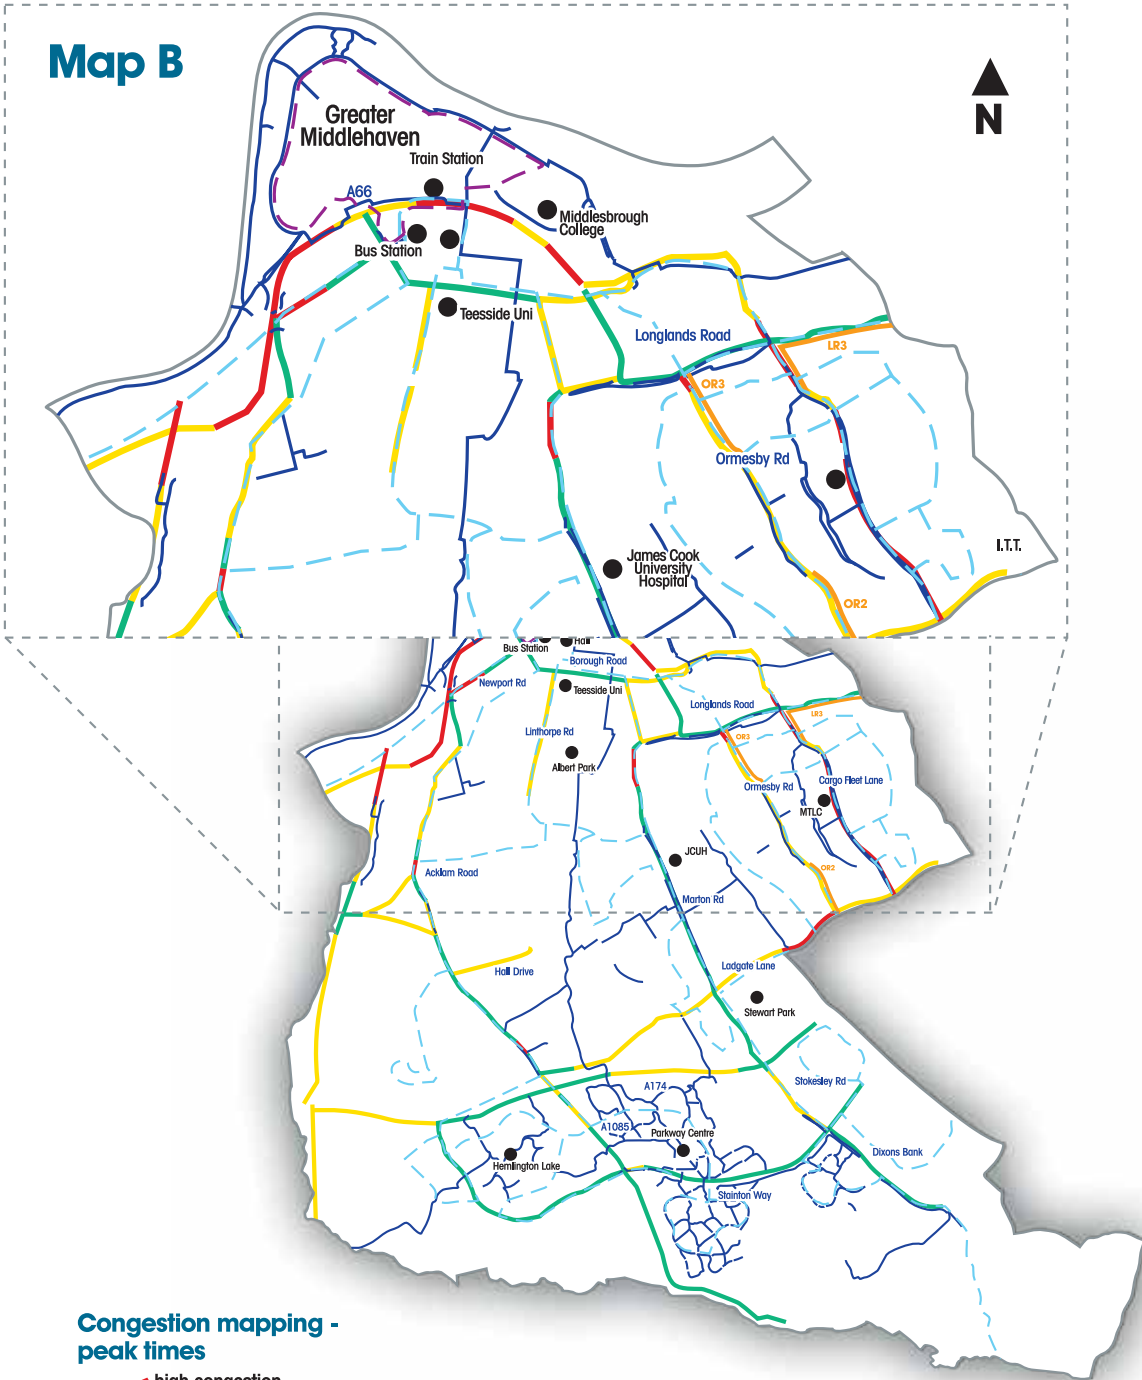 Map B
N
Greater
Middlehaven
Train Station
A66
Middlesbrough
College
Bus Station
Teesside Uni
Longlands Road
LR3
OR3
Ormesby Rd
I.T.T.
James Cook
University
Hospital
OR2
Hall
Bus Station
Borough Road
Newport Rd
Teesside Uni
Longlands Road
LR3
Linthorpe Rd
OR3
Albert Park
Cargo Fleet Lane
Ormesby Rd
MTLC
JCUH
OR2
Acklam Road
Marton Rd
Hall Drive
Ladgate Lane
Stewart Park
Stokesley Rd
A174
A1085
Parkway Centre
Dixons Bank
Hemlington Lake
Stainton Way
Congestion mapping -
peak times
high congestion